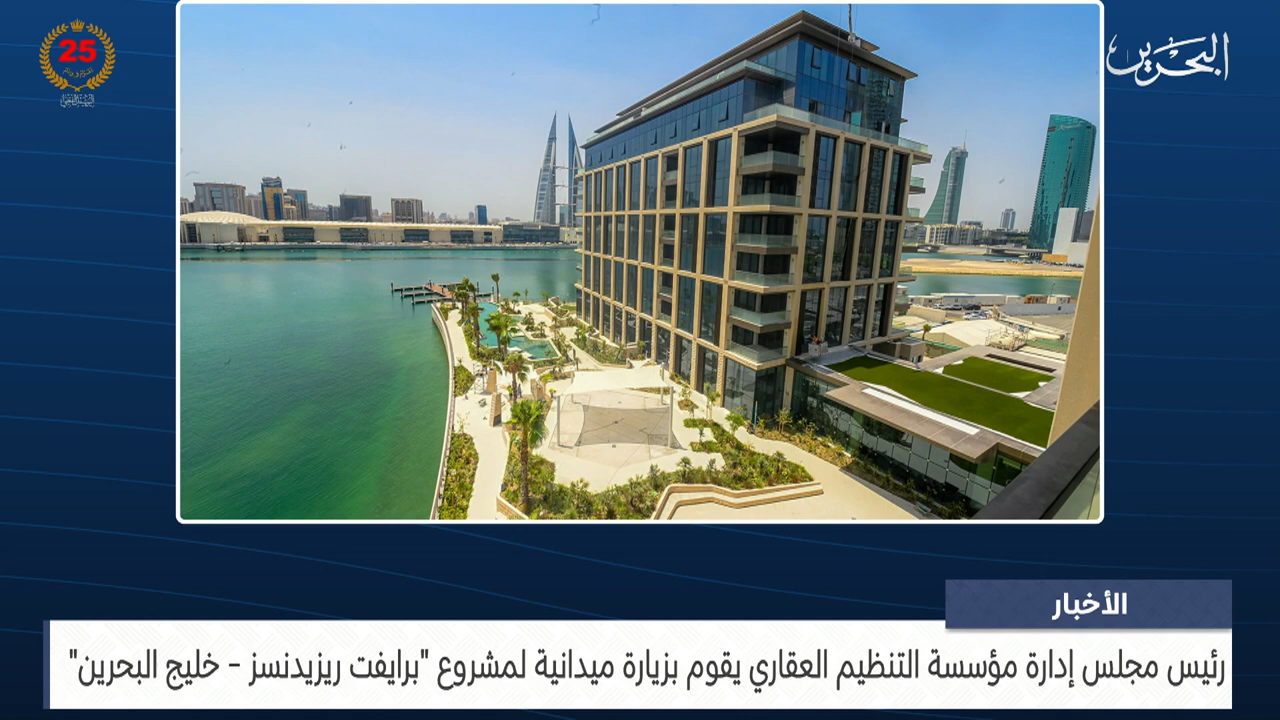 25
البحرين
الأخبار
رئيس مجلس إدارة مؤسسة التنظيم العقاري يقوم بزيارة ميدانية لمشروع "برايفت ريزيدنسز - خليج البحرين"